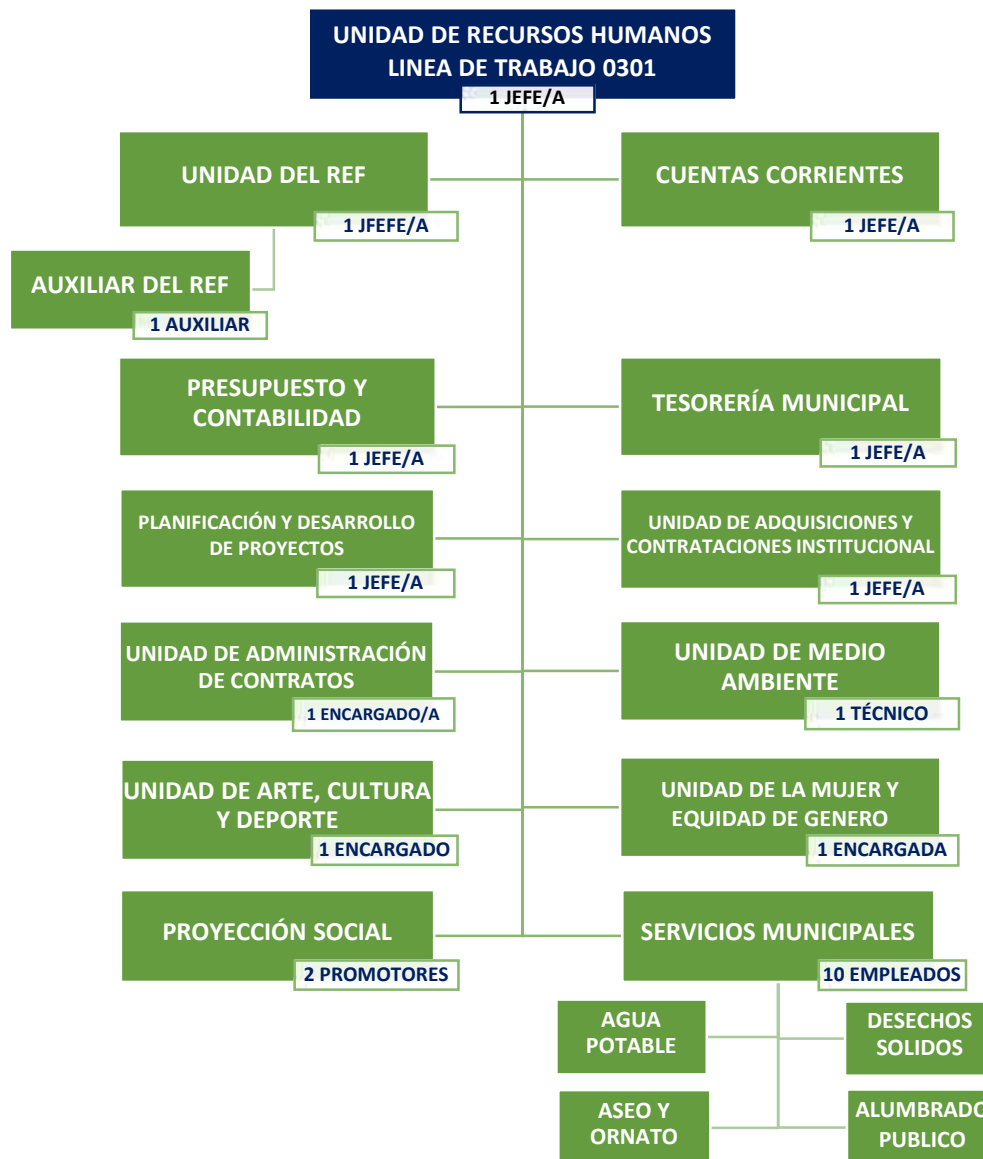 UNIDAD DE RECURSOS HUMANOS
LINEA DE TRABAJO 0301
1 JEFE/A
UNIDAD DEL REF
1 JFEFE/A
CUENTAS CORRIENTES
1 JEFE/A
AUXILIAR DEL REF
1 AUXILIAR
PRESUPUESTO Y
CONTABILIDAD
1 JEFE/A
TESORERÍA MUNICIPAL
1 JEFE/A
PLANIFICACIÓN Y DESARROLLO
DE PROYECTOS
1 JEFE/A
UNIDAD DE ADQUISICIONES Y
CONTRATACIONES INSTITUCIONAL
1 JEFE/A
UNIDAD DE ADMINISTRACIÓN
DE CONTRATOS
1 ENCARGADO/A
UNIDAD DE MEDIO
AMBIENTE
1 TÉCNICO
UNIDAD DE ARTE, CULTURA
Y DEPORTE
1 ENCARGADO
UNIDAD DE LA MUJER Y
EQUIDAD DE GENERO
1 ENCARGADA
PROYECCIÓN SOCIAL
2 PROMOTORES
SERVICIOS MUNICIPALES
10 EMPLEADOS
AGUA
POTABLE
DESECHOS
SOLIDOS
ASEO Y
ORNATO
ALUMBRADO
PUBLICO